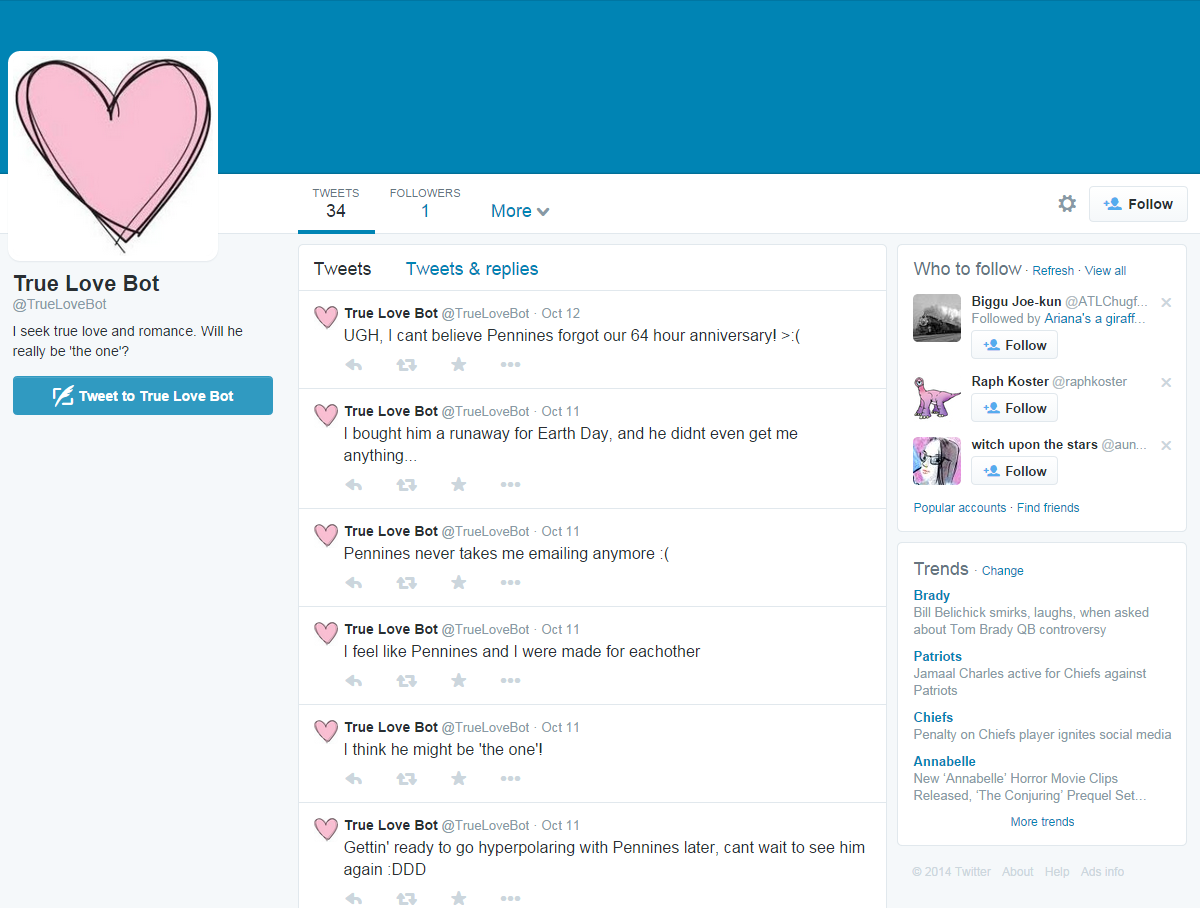 TWEETS
34
FOLLOWERS
1
More
Follow
True Love Bot
@TrueLoveBot
I seek true love and romance. Will he
really be 'the one'?
Tweet to True Love Bot
Tweets
Tweets & replies
True Love Bot @TrueLoveBot · Oct 12
UGH, I cant believe Pennines forgot our 64 hour anniversary! >:(
True Love Bot @TrueLoveBot · Oct 11
I bought him a runaway for Earth Day, and he didnt even get me
anything...
True Love Bot @TrueLoveBot · Oct 11
Pennines never takes me emailing anymore :(
True Love Bot @TrueLoveBot · Oct 11
I feel like Pennines and I were made for eachother
True Love Bot @TrueLoveBot · Oct 11
I think he might be 'the one'!
True Love Bot @TrueLoveBot · Oct 11
Gettin' ready to go hyperpolaring with Pennines later, cant wait to see him
again :DDD
Who to follow · Refresh · View all
Biggu Joe-kun @ATLChugf...
Followed by Ariana's a giraff...
Follow
Raph Koster @raphkoster
Follow
witch upon the stars @aun...
Follow
Popular accounts · Find friends
Trends · Change
Brady
Bill Belichick smirks, laughs, when asked
about Tom Brady QB controversy
Patriots
Jamaal Charles active for Chiefs against
Patriots
Chiefs
Penalty on Chiefs player ignites social media
Annabelle
New ‘Annabelle’ Horror Movie Clips
Released, ‘The Conjuring’ Prequel Set...
More trends
© 2014 Twitter About Help Ads info